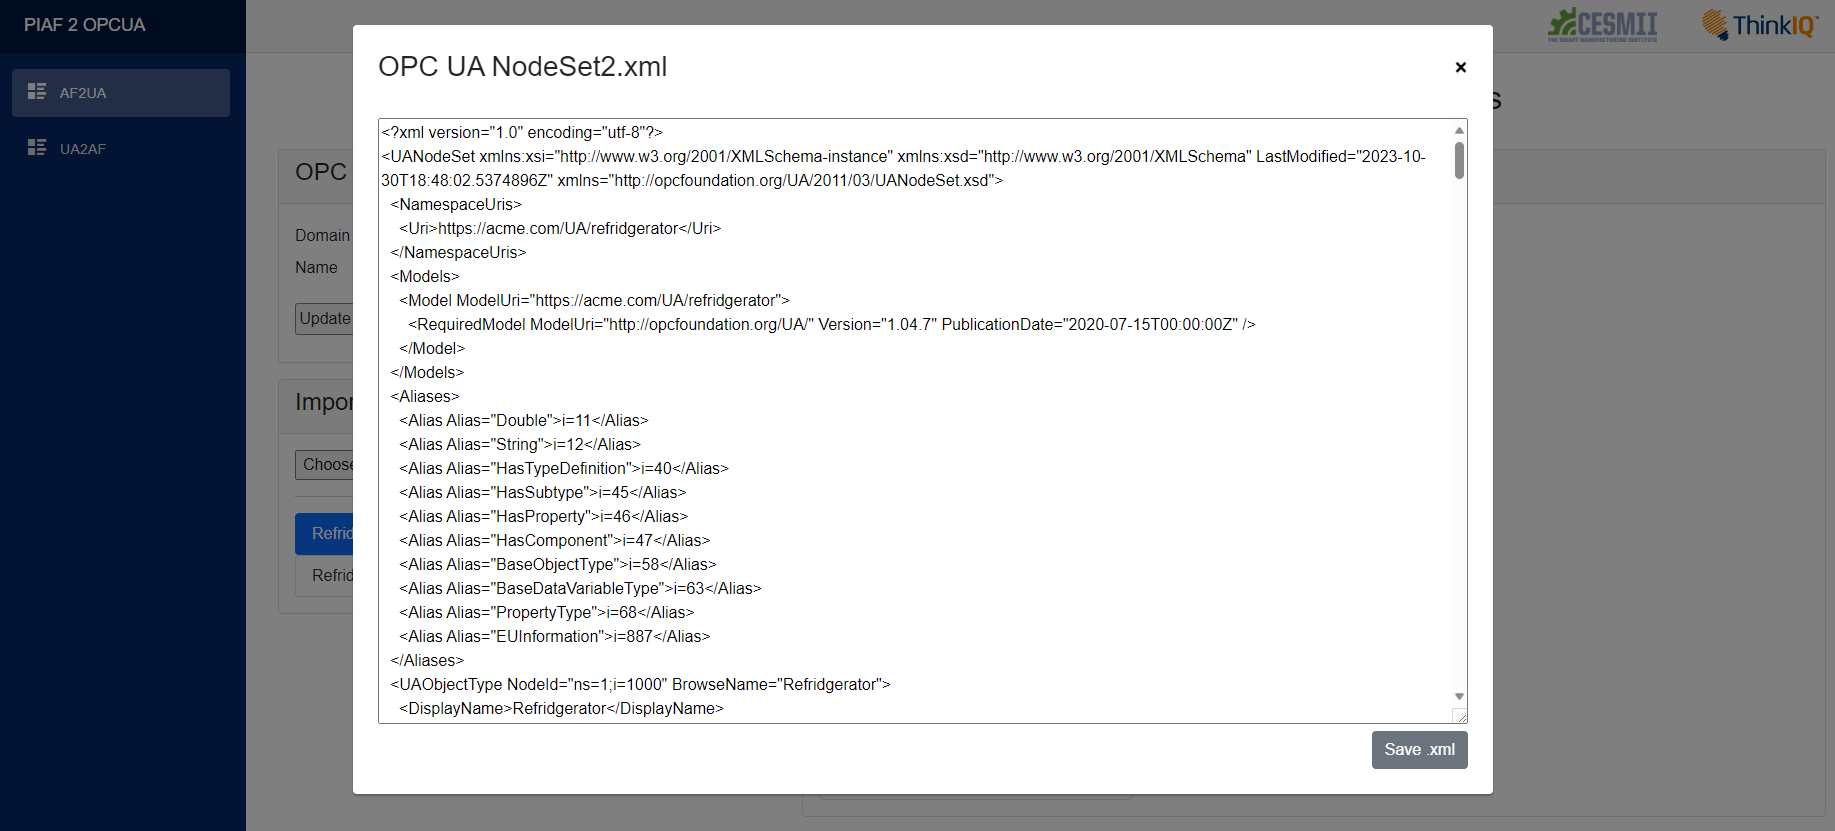 PIAF 2 OPCUA
CESMII
THE SMART MANUFACTURING INSTITUTE
ThinkIQ
AF2UA
UA2AF
OPC
Domain
Name
Update
Impor
Choose
Refrid
Refrid
s
OPC UA NodeSet2.xml
×
<?xml version="1.0" encoding="utf-8"?>
<UANodeSet xmlns:xsi="http://www.w3.org/2001/XMLSchema-instance" xmlns:xsd="http://www.w3.org/2001/XMLSchema" LastModified="2023-10-
30T18:48:02.5374896Z" xmlns="http://opcfoundation.org/UA/2011/03/UANodeSet.xsd">
<NamespaceUris>
<Uri>https://acme.com/UA/refridgerator</Uri>
</NamespaceUris>
<Models>
<Model ModelUri="https://acme.com/UA/refridgerator">
<RequiredModel ModelUri="http://opcfoundation.org/UA/" Version="1.04.7" PublicationDate="2020-07-15T00:00:00Z" />
</Model>
</Models>
<Aliases>
<Alias Alias="Double">i=11</Alias>
<Alias Alias="String">i=12</Alias>
<Alias Alias="HasTypeDefinition">i=40</Alias>
<Alias Alias="HasSubtype">i=45</Alias>
<Alias Alias="HasProperty">i=46</Alias>
<Alias Alias="HasComponent">i=47</Alias>
<Alias Alias="BaseObjectType">i=58</Alias>
<Alias Alias="BaseDataVariableType">i=63</Alias>
<Alias Alias="PropertyType">i=68</Alias>
<Alias Alias="EUInformation">i=887</Alias>
</Aliases>
<UAObjectType NodeId="ns=1;i=1000" BrowseName="Refridgerator">
<DisplayName>Refridgerator</DisplayName>
Save .xml